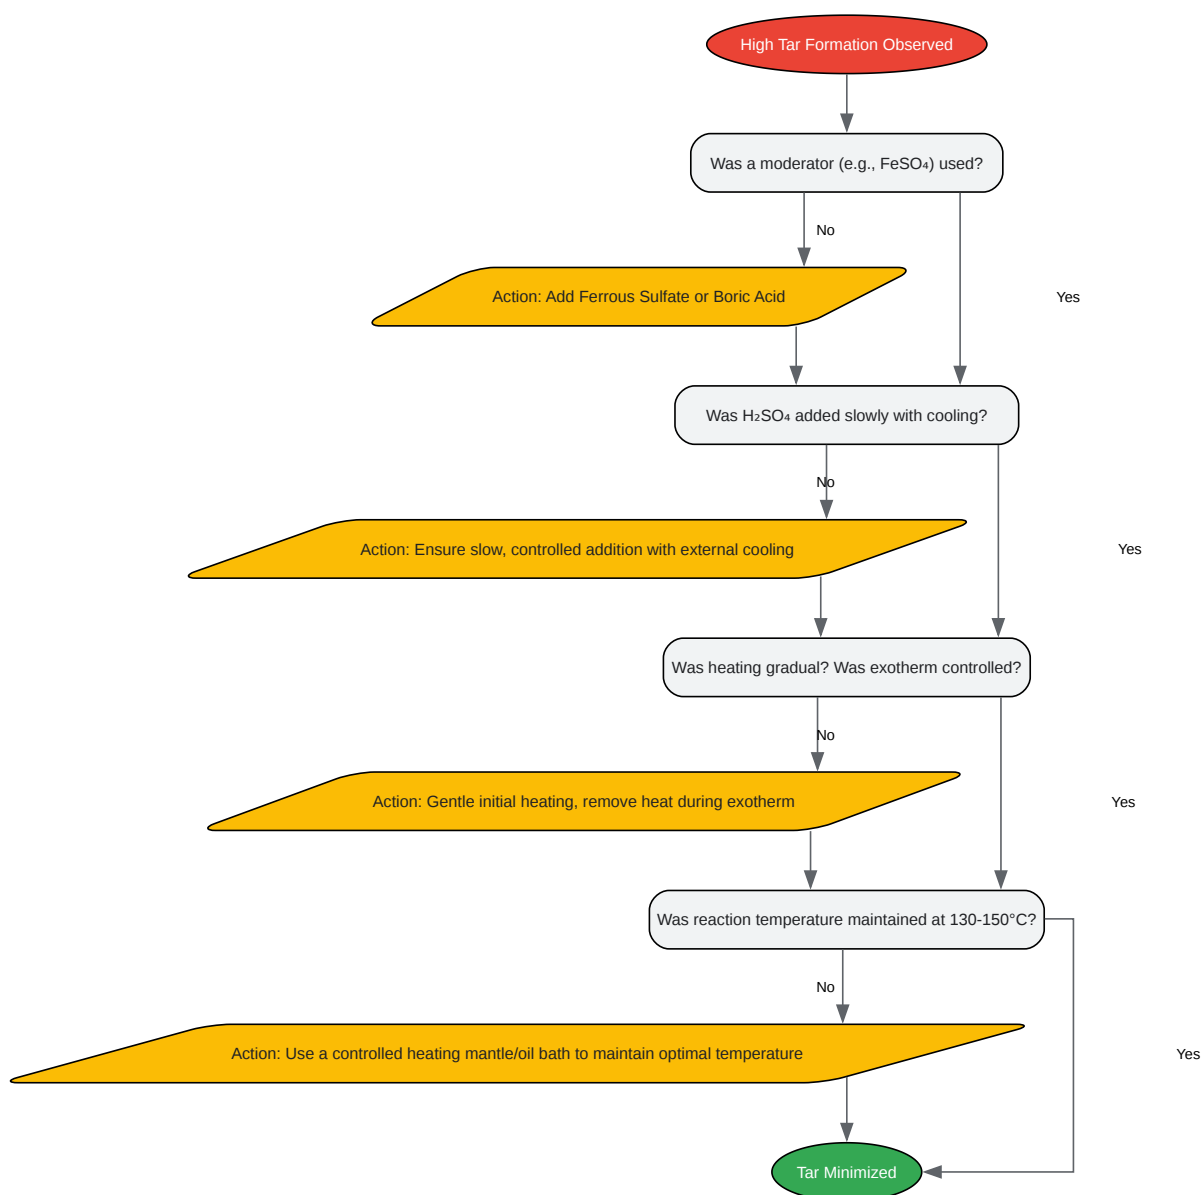 High Tar Formation Observed
Was a moderator (e.g., FeSO₄) used?
No
Action: Add Ferrous Sulfate or Boric Acid
Yes
Was H₂SO₄ added slowly with cooling?
No
Action: Ensure slow, controlled addition with external cooling
Yes
Was heating gradual? Was exotherm controlled?
No
Action: Gentle initial heating, remove heat during exotherm
Yes
Was reaction temperature maintained at 130-150°C?
No
Action: Use a controlled heating mantle/oil bath to maintain optimal temperature
Yes
Tar Minimized